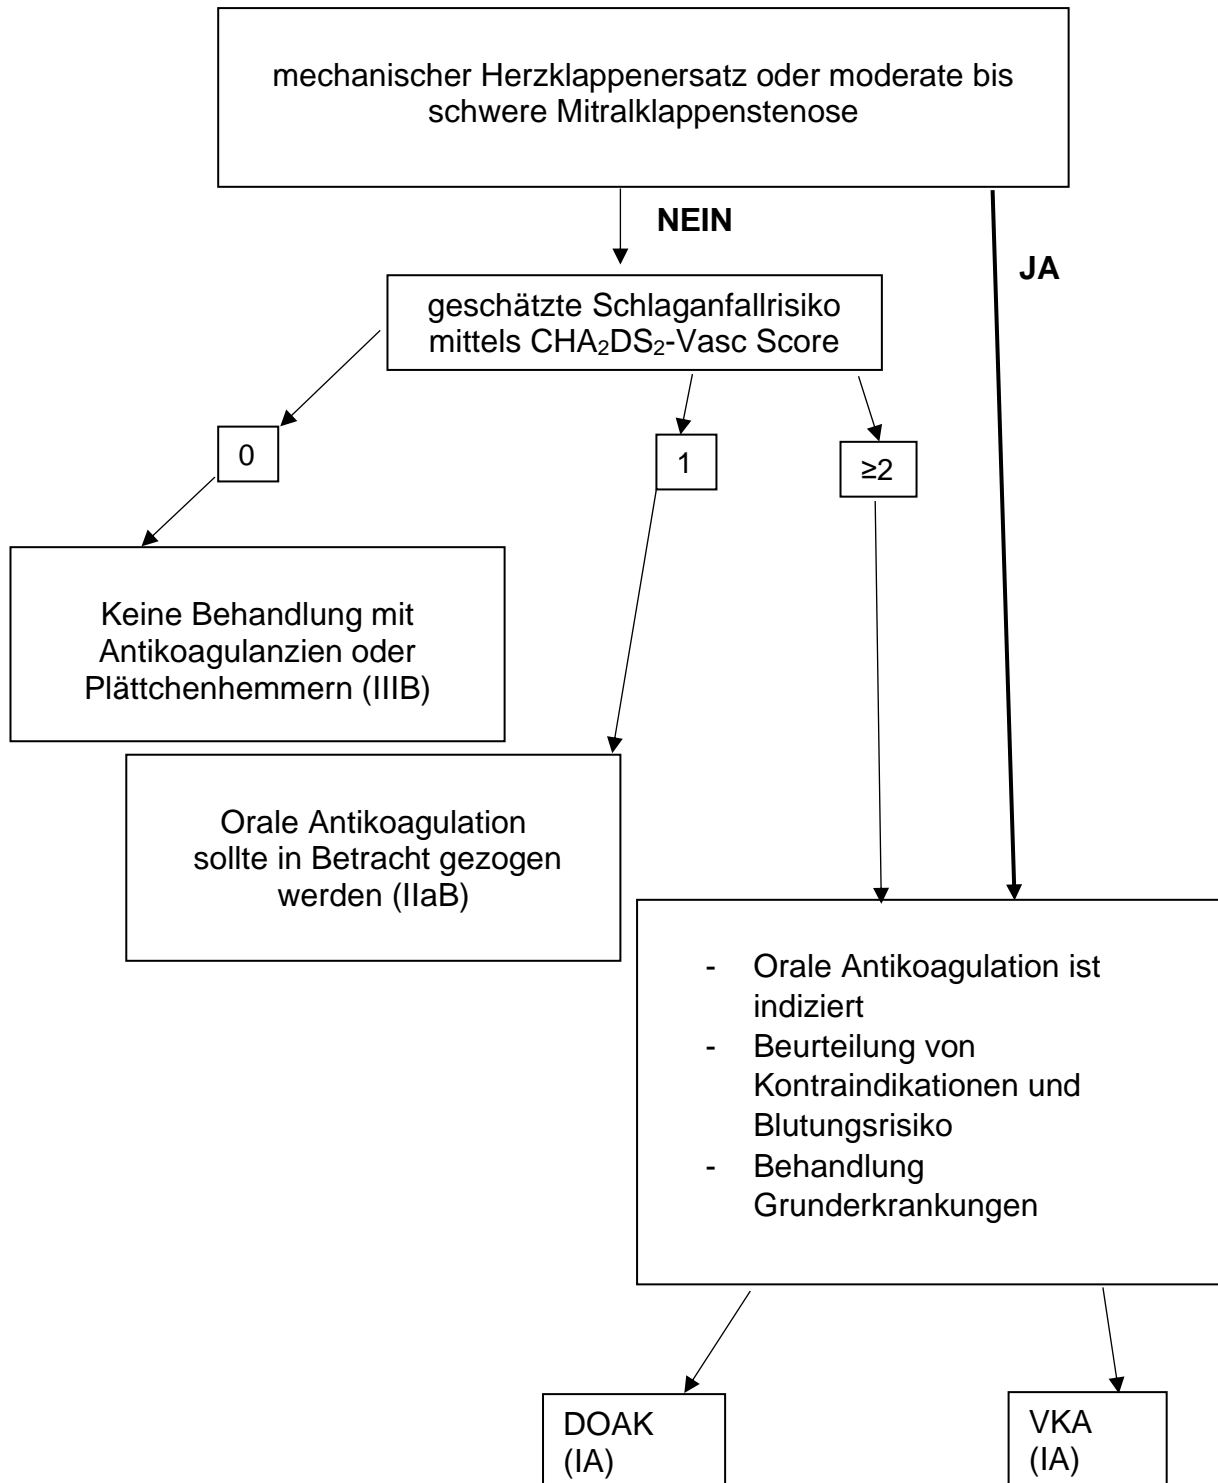 mechanischer Herzklappenersatz oder moderate bis
schwere Mitralklappenstenose
NEIN
JA
geschätzte Schlaganfallrisiko
mittels CHA₂DS₂-Vasc Score
0
1
≥2
Keine Behandlung mit
Antikoagulanzien oder
Plättchenhemmern (IIIB)
Orale Antikoagulation
sollte in Betracht gezogen
werden (IIaB)
- Orale Antikoagulation ist
indiziert
- Beurteilung von
Kontraindikationen und
Blutungsrisiko
- Behandlung
Grunderkrankungen
DOAK
(IA)
VKA
(IA)